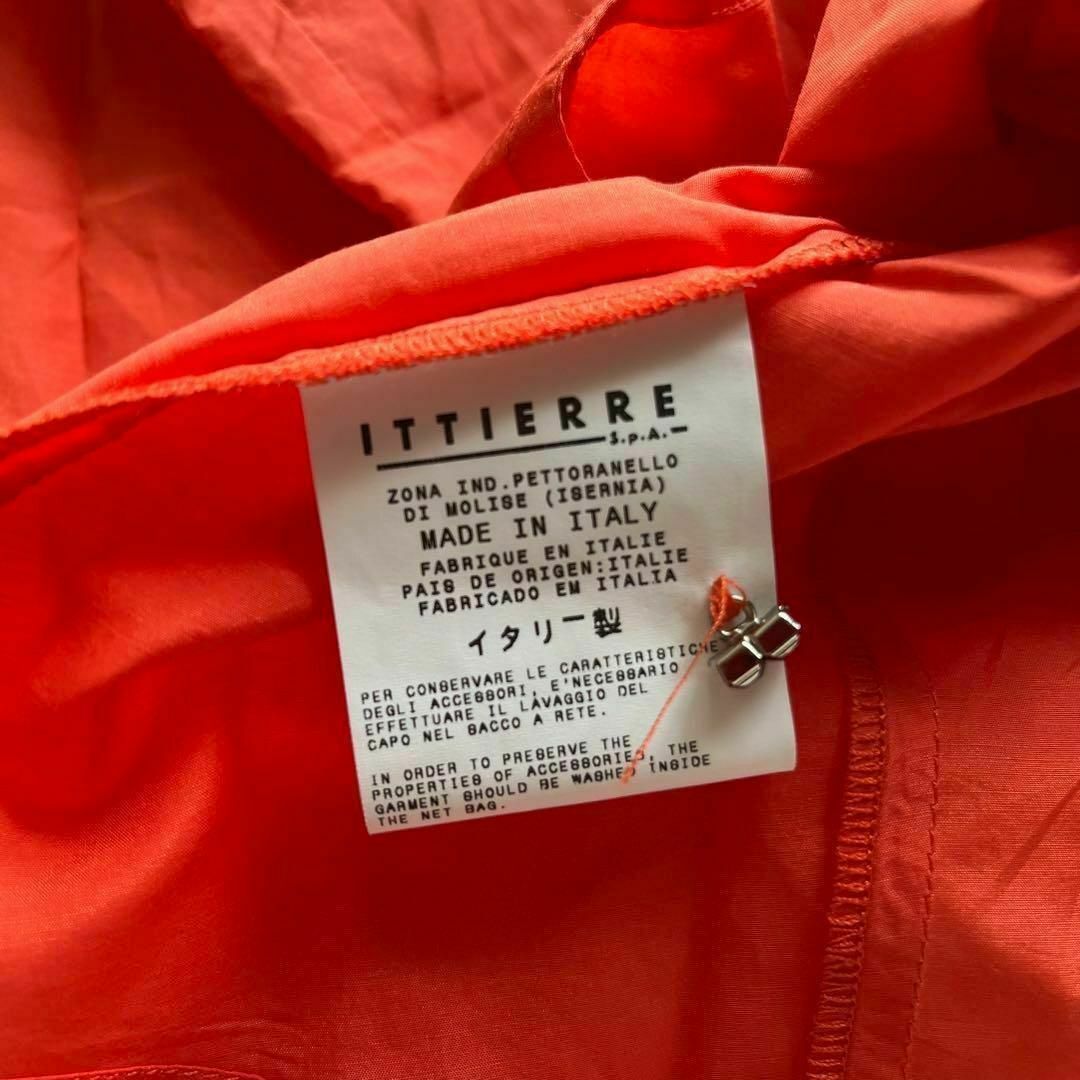 ITTIERRE
S.p.A.
ZONA IND.PETTORANELLO
DI MOLISE (ISERNIA)
MADE IN ITALY
FABRIQUE EN ITALIE
PAIS DE ORIGEN:ITALIE
FABRICADO EM ITALIA
イタリー製
PER CONSERVARE LE CARATTERISTICHE
DEGLI ACCESSORI, E'NECESSARIO
EFFETTUARE IL LAVAGGIO DEL
CAPO NEL SACCO A RETE.
IN ORDER TO PRESERVE THE
PROPERTIES OF ACCESSORIES, THE
GARMENT SHOULD BE WASHED INSIDE
THE NET BAG.